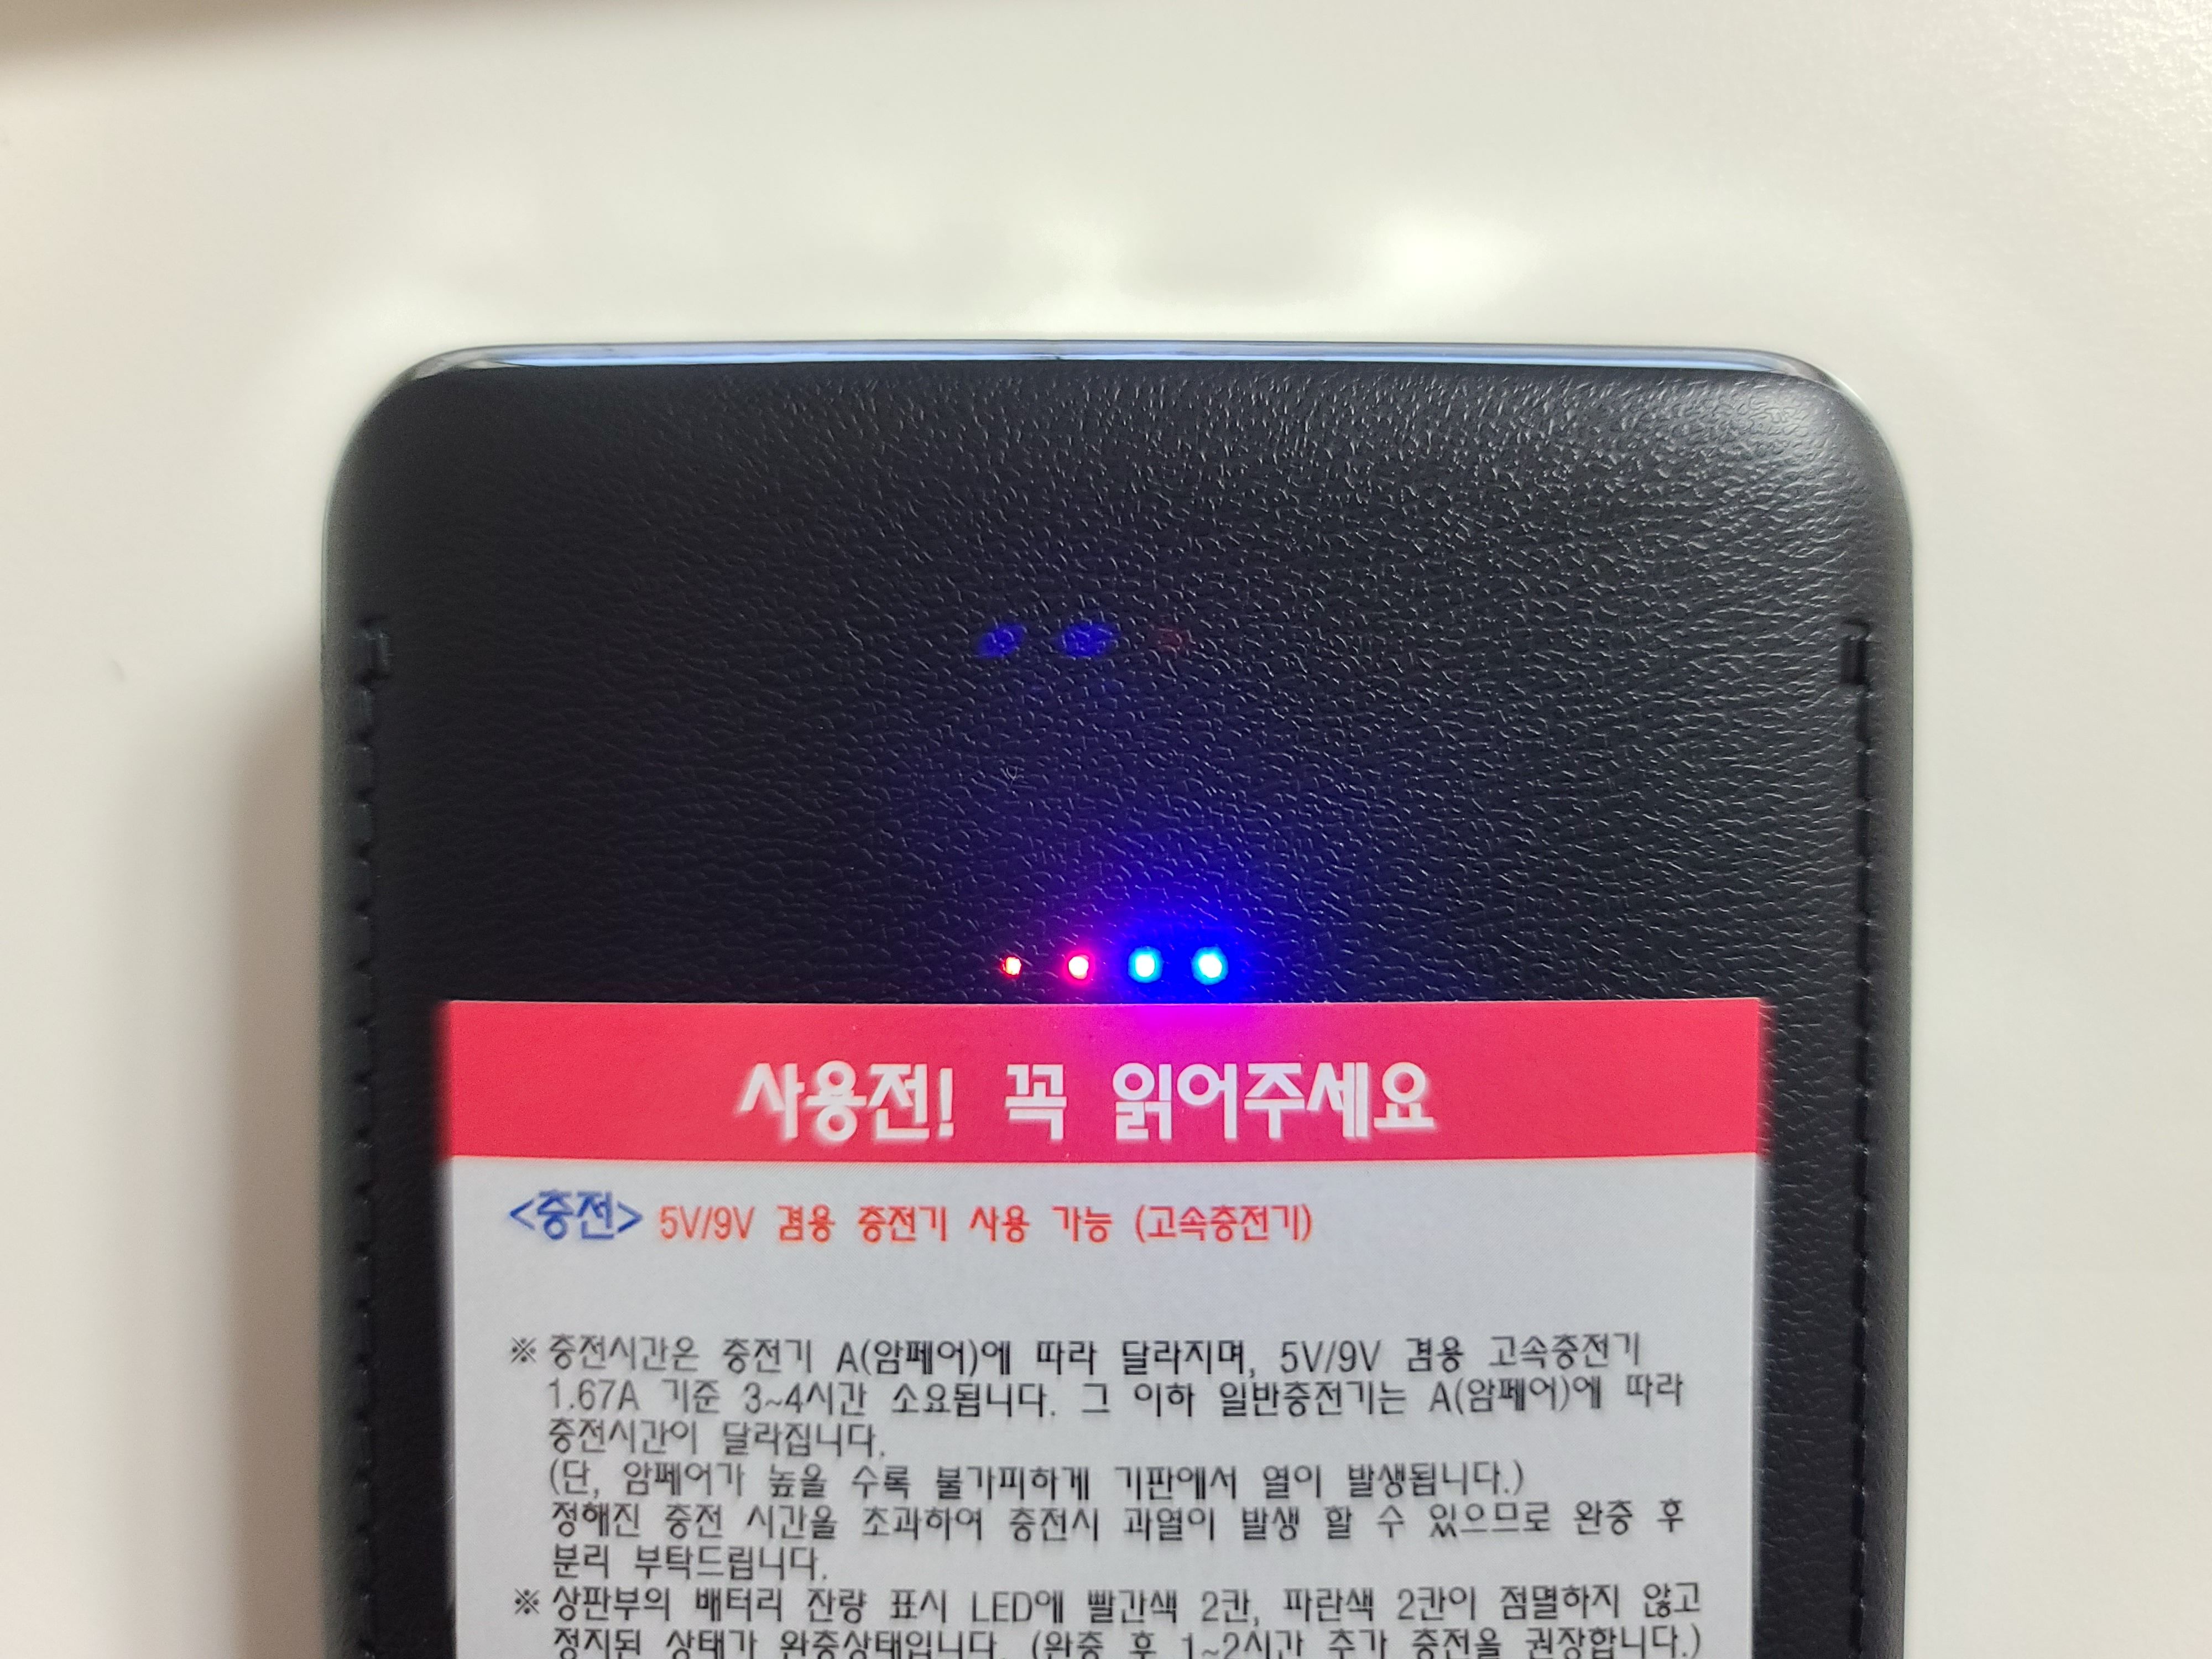 사용전! 꼭 읽어주세요
<충전> 5V/9V 겸용 충전기 사용 가능 (고속충전기)
※ 충전시간은 충전기 A(암페어)에 따라 달라지며, 5V/9V 겸용 고속충전기
1.67A 기준 3~4시간 소요됩니다. 그 이하 일반충전기는 A(암페어)에 따라
충전시간이 달라집니다.
(단, 암페어가 높을 수록 불가피하게 기판에서 열이 발생됩니다.)
정해진 충전 시간을 초과하여 충전시 과열이 발생 할 수 있으므로 완충 후
분리 부탁드립니다.
※ 상판부의 배터리 잔량 표시 LED에 빨간색 2칸, 파란색 2칸이 점멸하지 않고
정지된 상태가 완충상태입니다. (완충 후 1~2시간 추가 충전을 권장합니다.)